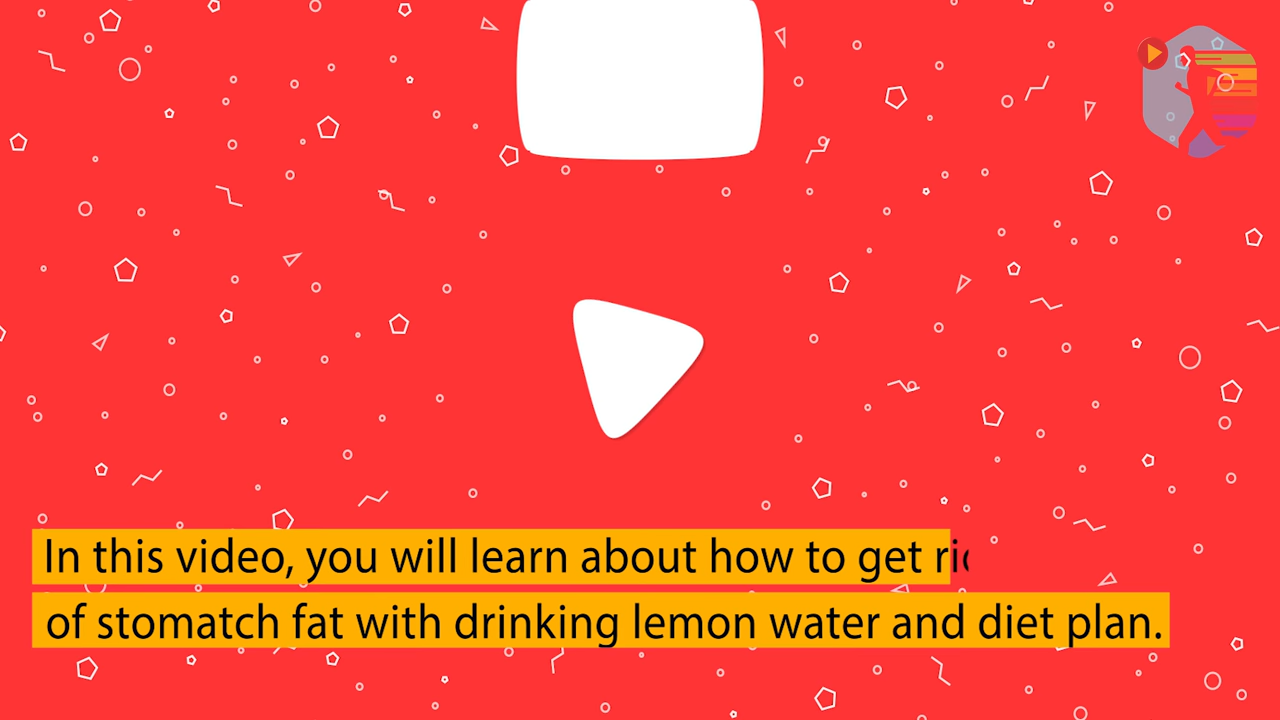 In this video, you will learn about how to get
of stomatch fat with drinking lemon water and diet plan.